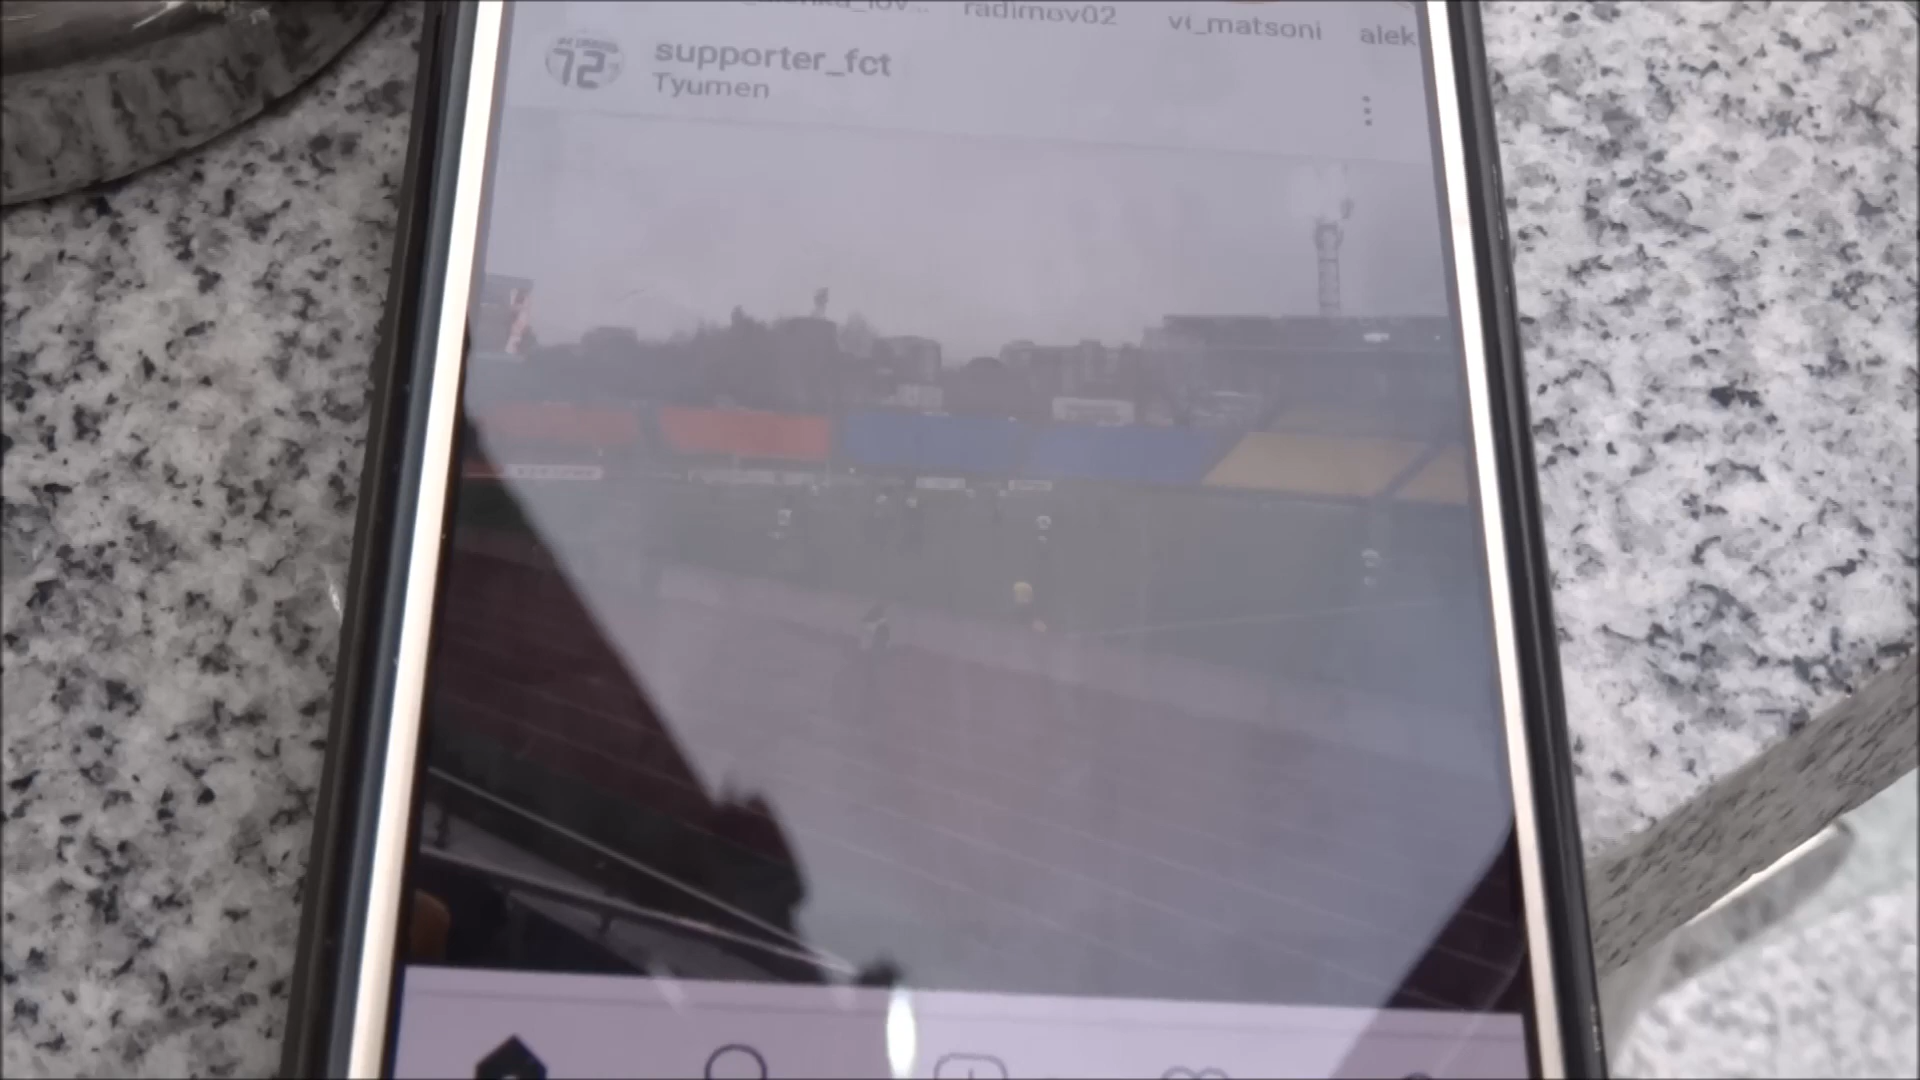 radimov02
vi_matsoni
alek
72
supporter_fct
Tyumen